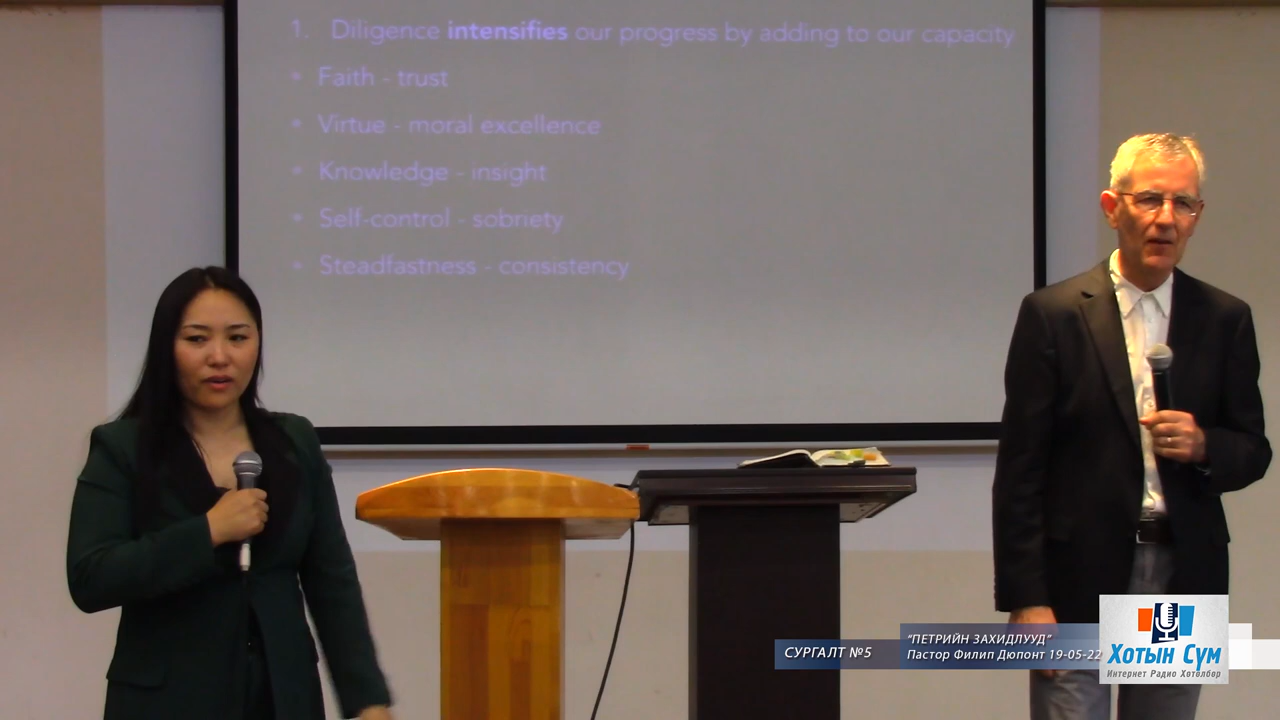 1. Diligence intensifies our progress by adding to our capacity
• Faith - trust
• Virtue - moral excellence
• Knowledge - insight
• Self-control - sobriety
• Steadfastness - consistency
СУРГАЛТ №5
"ПЕТРИЙН ЗАХИДЛУУД"
Пастор Филип Дюпонт 19-05-22
Хотын Сүм
Интернет Радио Хөтөлбөр